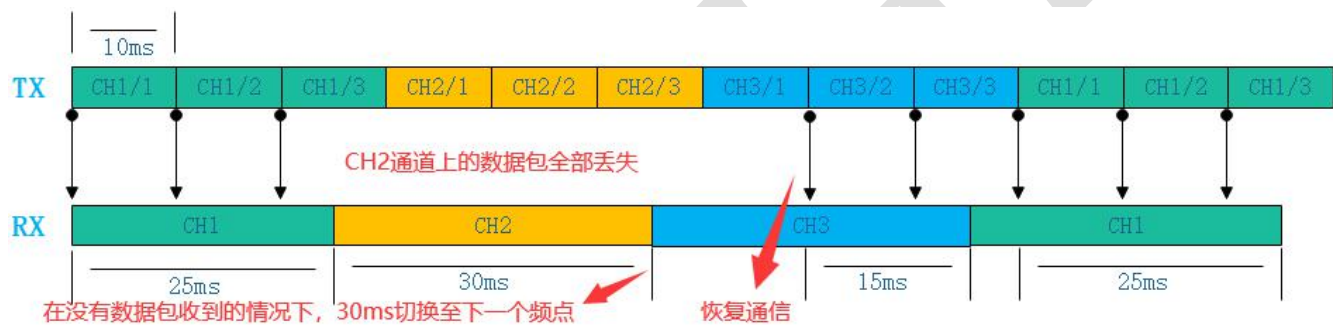 10ms
TX CH1/1 CH1/2 CH1/3 CH2/1 CH2/2 CH2/3 CH3/1 CH3/2 CH3/3 CH1/1 CH1/2 CH1/3
CH2通道上的数据包全部丢失
RX CH1 CH2 CH3 CH1
25ms 30ms 15ms 25ms
在没有数据包收到的情况下，30ms切换至下一个频点 恢复通信